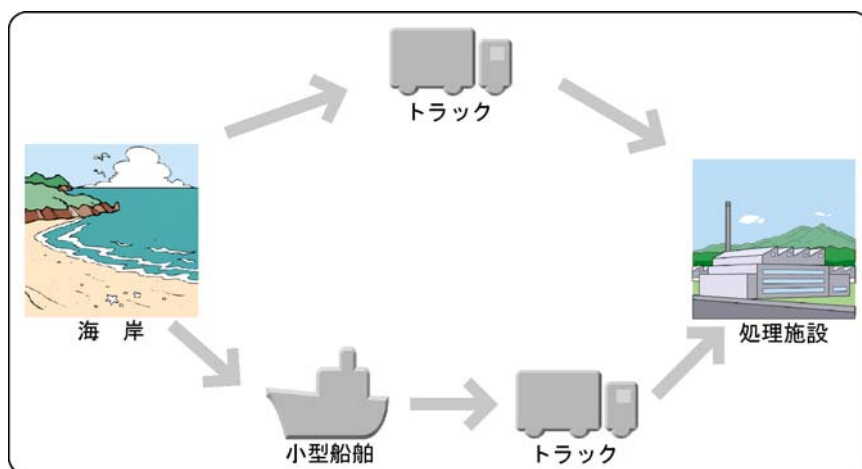 トラック
海　岸
処理施設
小型船舶
トラック